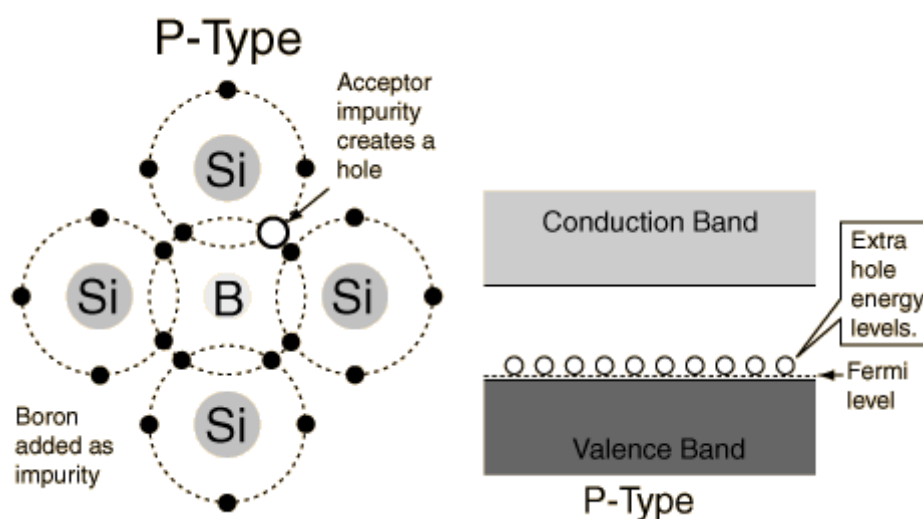 P-Type
Acceptor
impurity
creates a
hole
Si
Si
B
Si
Si
Boron
added as
impurity
Conduction Band
Extra
hole
energy
levels.
Fermi
level
Valence Band
P-Type